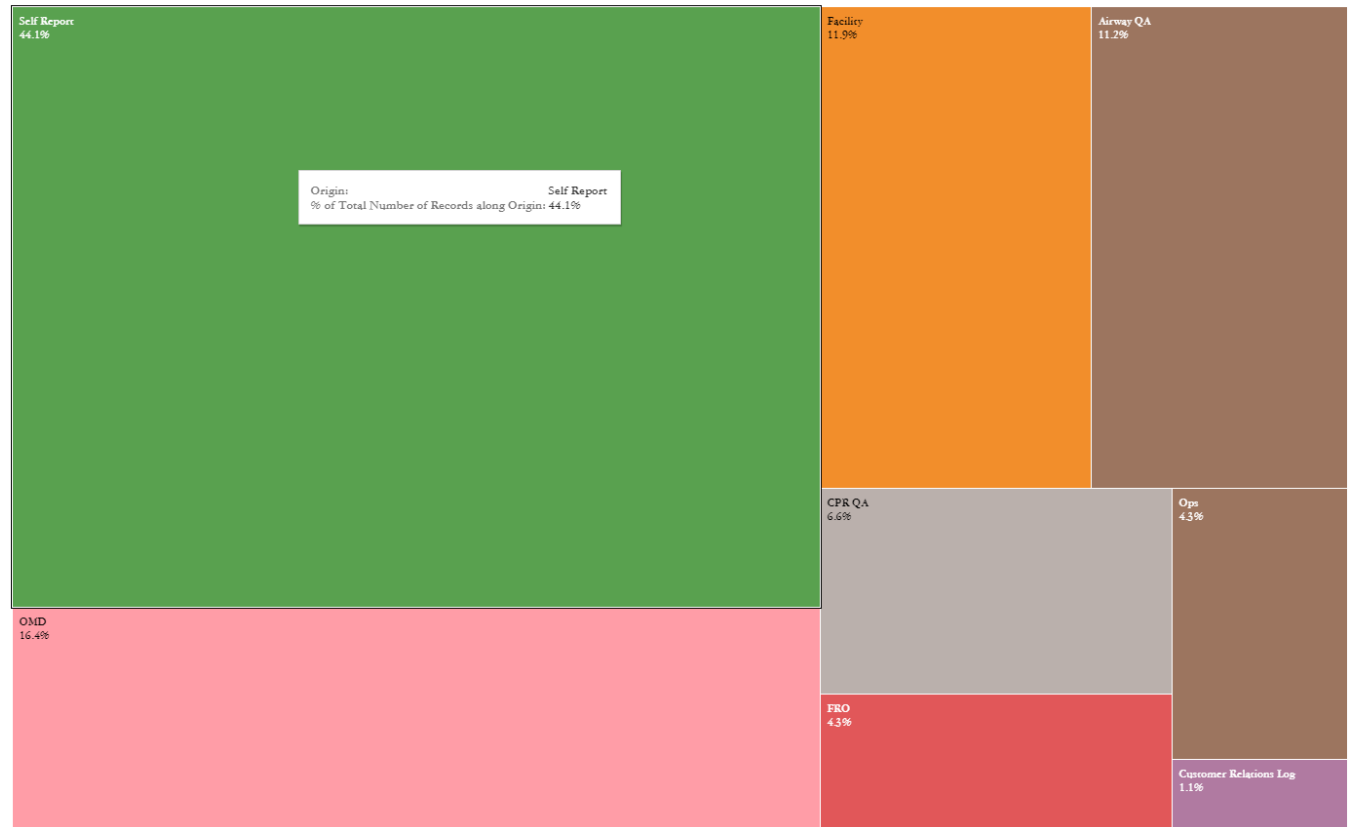 Self Report
44.1%
Facility
11.9%
Airway QA
11.2%
Origin: Self Report
% of Total Number of Records along Origin: 44.1%
CPR QA
6.6%
Ops
4.3%
OMD
16.4%
FRO
4.3%
Customer Relations Log
1.1%